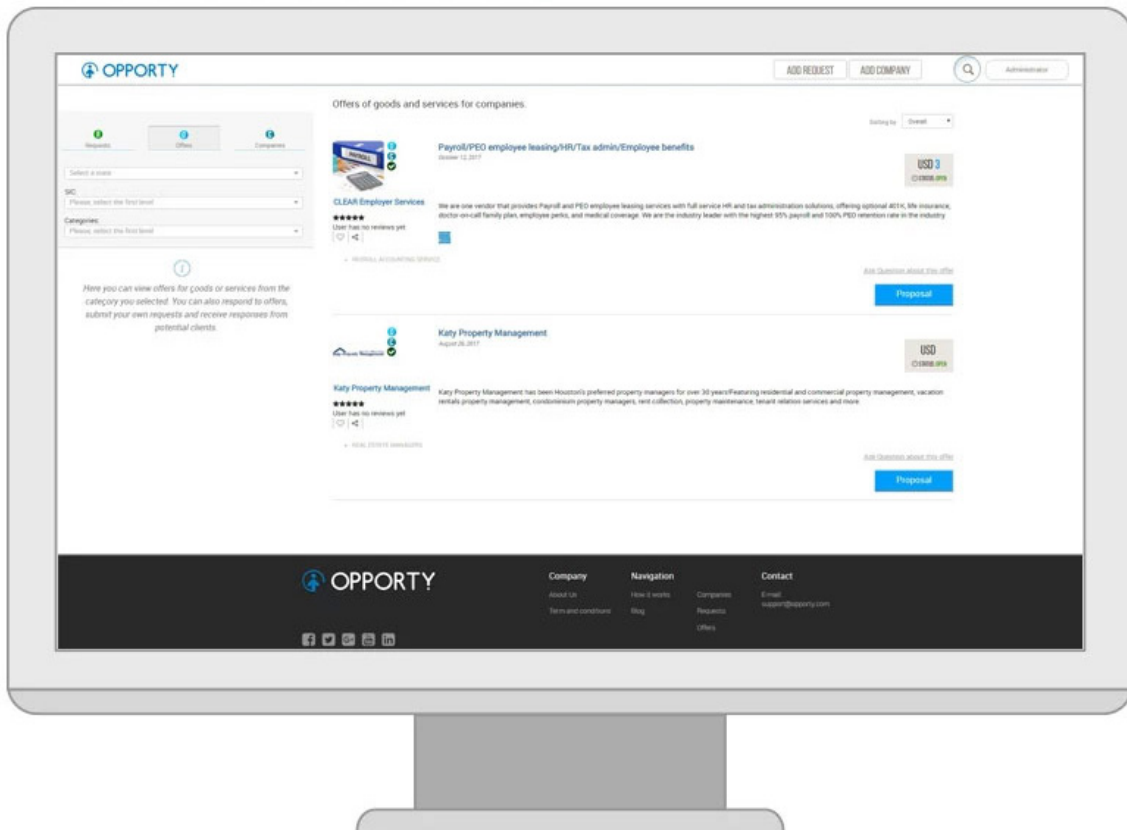 OPPORTY
ADD REQUEST
ADD COMPANY
Administrator
Offers of goods and services for companies.
Sorting by
Overall
Requests
Offers
Companies
Select a state
SIC:
Please, select the first level
Categories:
Please, select the first level
Here you can view offers for goods or services from the
category you selected. You can also respond to offers,
submit your own requests and receive responses from
potential clients.
PAYROLL
Payroll/PEO employee leasing/HR/Tax admin/Employee benefits
October 12, 2017
USD 3
STATUS: OPEN
CLEAR Employer Services
We are one vendor that provides Payroll and PEO employee leasing services with full service HR and tax administration solutions, offering optional 401K, life insurance,
doctor-on-call family plan, employee perks, and medical coverage. We are the industry leader with the highest 95% payroll and 100% PEO retention rate in the industry.
User has no reviews yet
PAYROLL ACCOUNTING SERVICE
Ask Question about this offer
Proposal
Katy Property Management
August 26, 2017
USD
STATUS: OPEN
Katy Property Management
Katy Property Management
Katy Property Management has been Houston's preferred property managers for over 30 years!Featuring residential and commercial property management, vacation
rentals property management, condominium property managers, rent collection, property maintenance, tenant relation services and more
User has no reviews yet
REAL ESTATE MANAGERS
Ask Question about this offer
Proposal
OPPORTY
Company
About Us
Term and conditions
Navigation
How it works
Blog
Companies
Requests
Offers
Contact
E-mail:
support@opporty.com